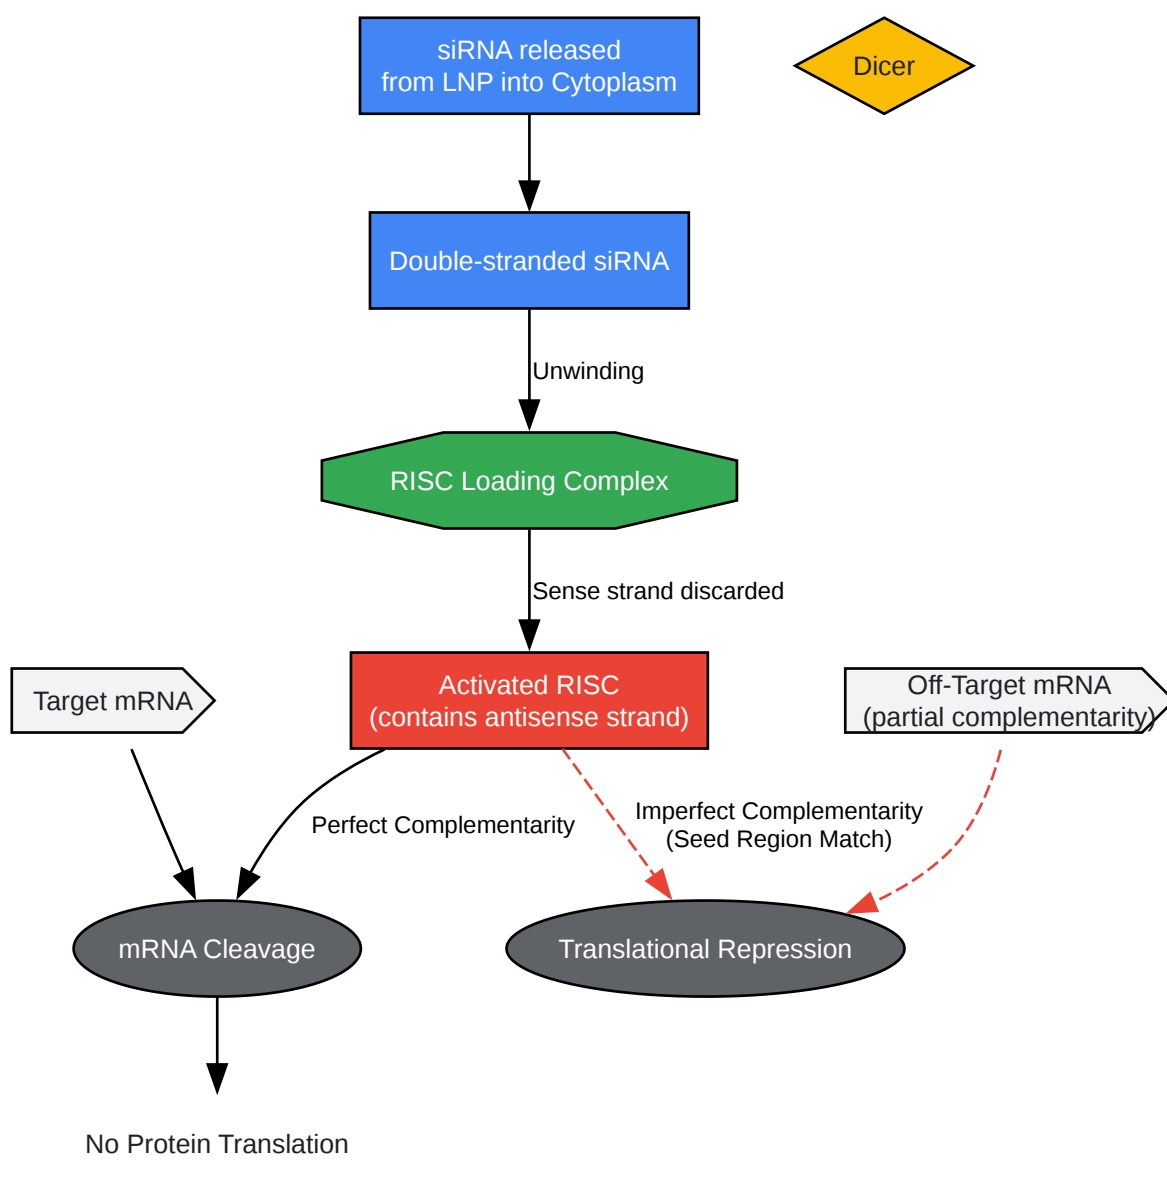 siRNA released
from LNP into Cytoplasm
Dicer
Double-stranded siRNA
Unwinding
RISC Loading Complex
Sense strand discarded
Target mRNA
Activated RISC
(contains antisense strand)
Off-Target mRNA
(partial complementarity)
Perfect Complementarity
Imperfect Complementarity
(Seed Region Match)
mRNA Cleavage
Translational Repression
No Protein Translation